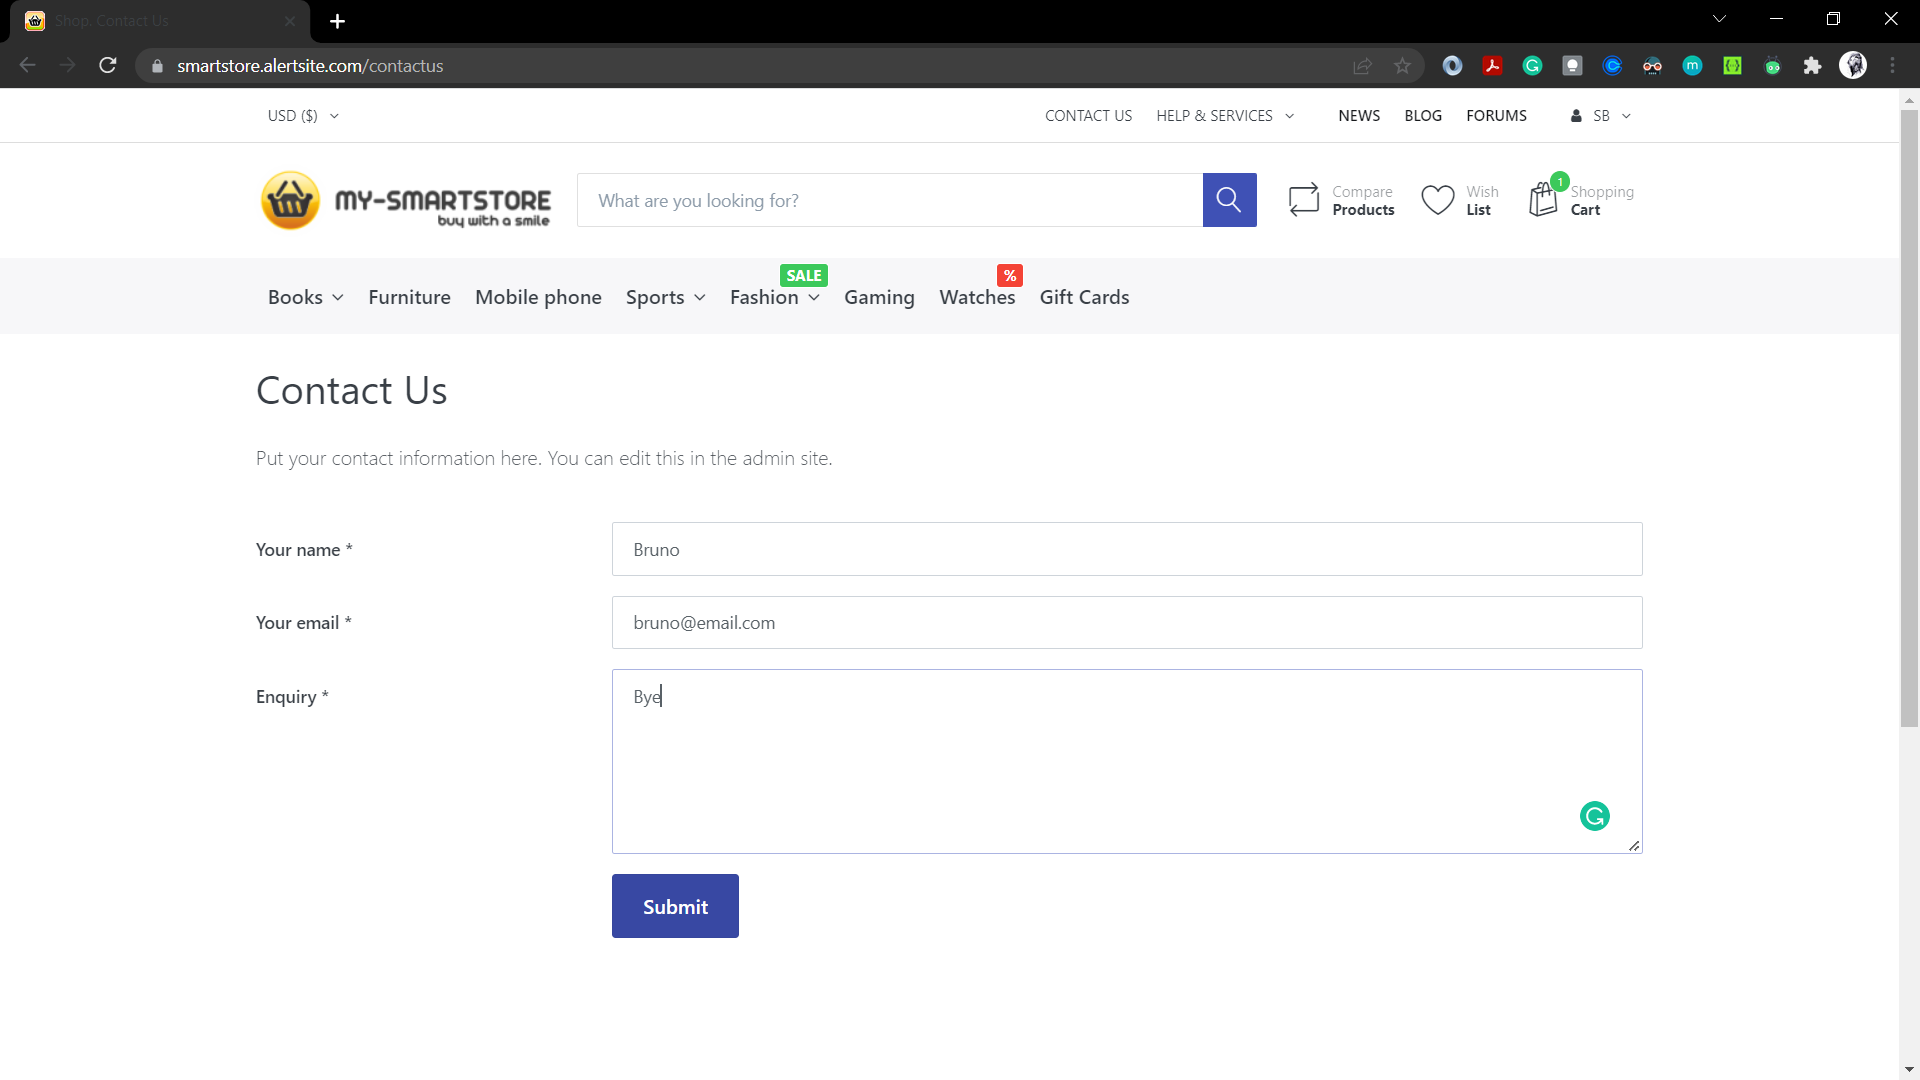 Shop. Contact Us
smartstore.alertsite.com/contactus
USD ($)
CONTACT US HELP & SERVICES NEWS BLOG FORUMS SB
MY-SMARTSTORE
buy with a smile
What are you looking for?
Compare
Products
Wish
List
1
Shopping
Cart
SALE
%
Books Furniture Mobile phone Sports Fashion Gaming Watches Gift Cards
Contact Us
Put your contact information here. You can edit this in the admin site.
Your name * Bruno
Your email * bruno@email.com
Enquiry * Bye
Submit